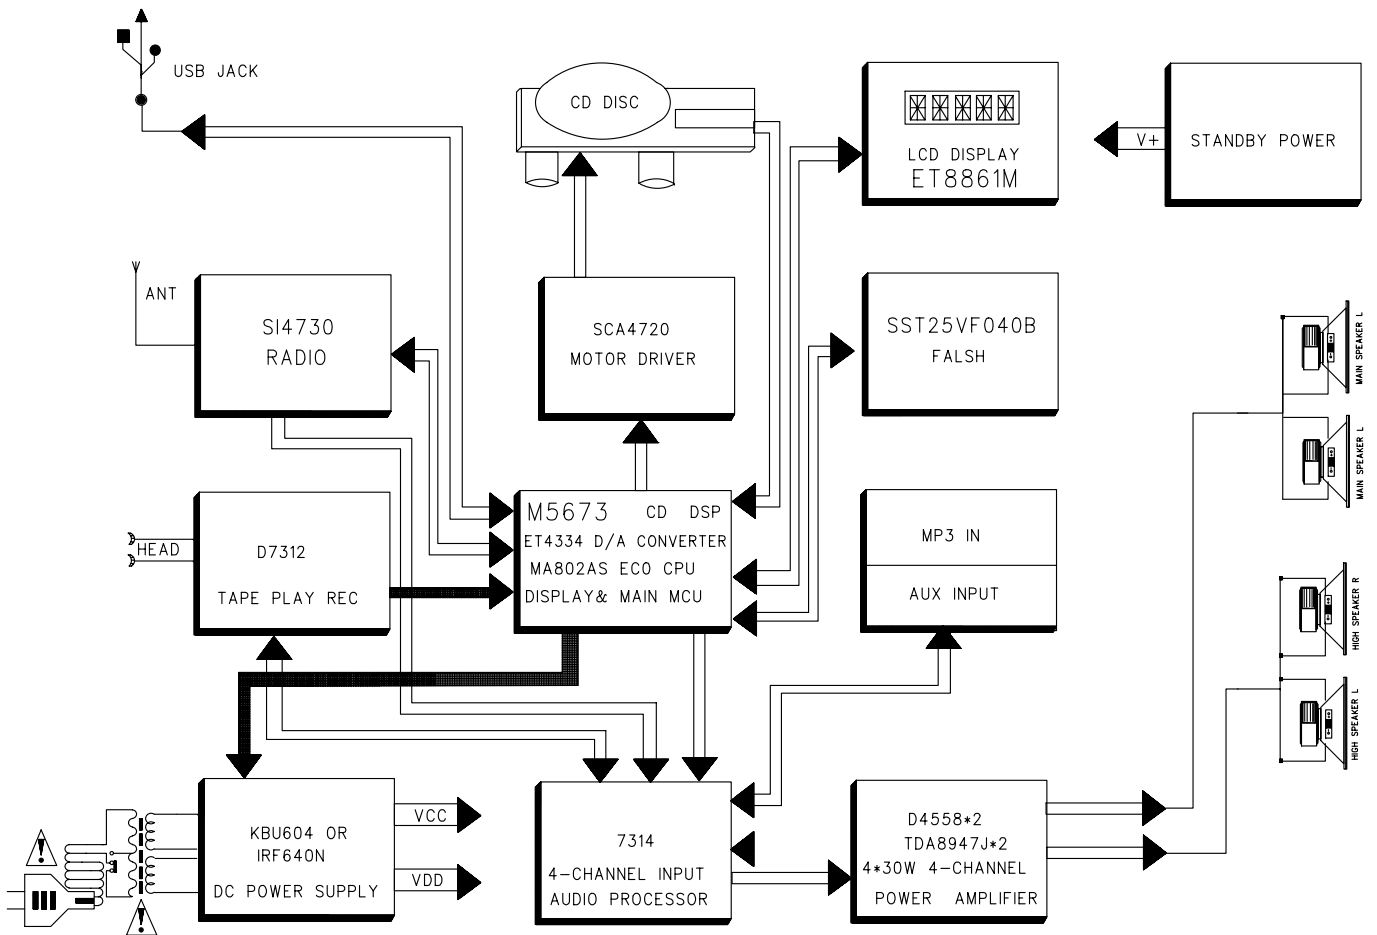 USB JACK
CD DISC
LCD DISPLAY
ET8861M
V+
STANDBY POWER
ANT
SI4730
RADIO
SCA4720
MOTOR DRIVER
SST25VF040B
FALSH
MAIN SPEAKER L
MAIN SPEAKER L
HEAD
D7312
TAPE PLAY REC
M5673 CD DSP
ET4334 D/A CONVERTER
MA802AS ECO CPU
DISPLAY& MAIN MCU
MP3 IN
AUX INPUT
HIGH SPEAKER R
HIGH SPEAKER L
KBU604 OR
IRF640N
DC POWER SUPPLY
VCC
VDD
7314
4-CHANNEL INPUT
AUDIO PROCESSOR
D4558*2
TDA8947J*2
4*30W 4-CHANNEL
POWER AMPLIFIER